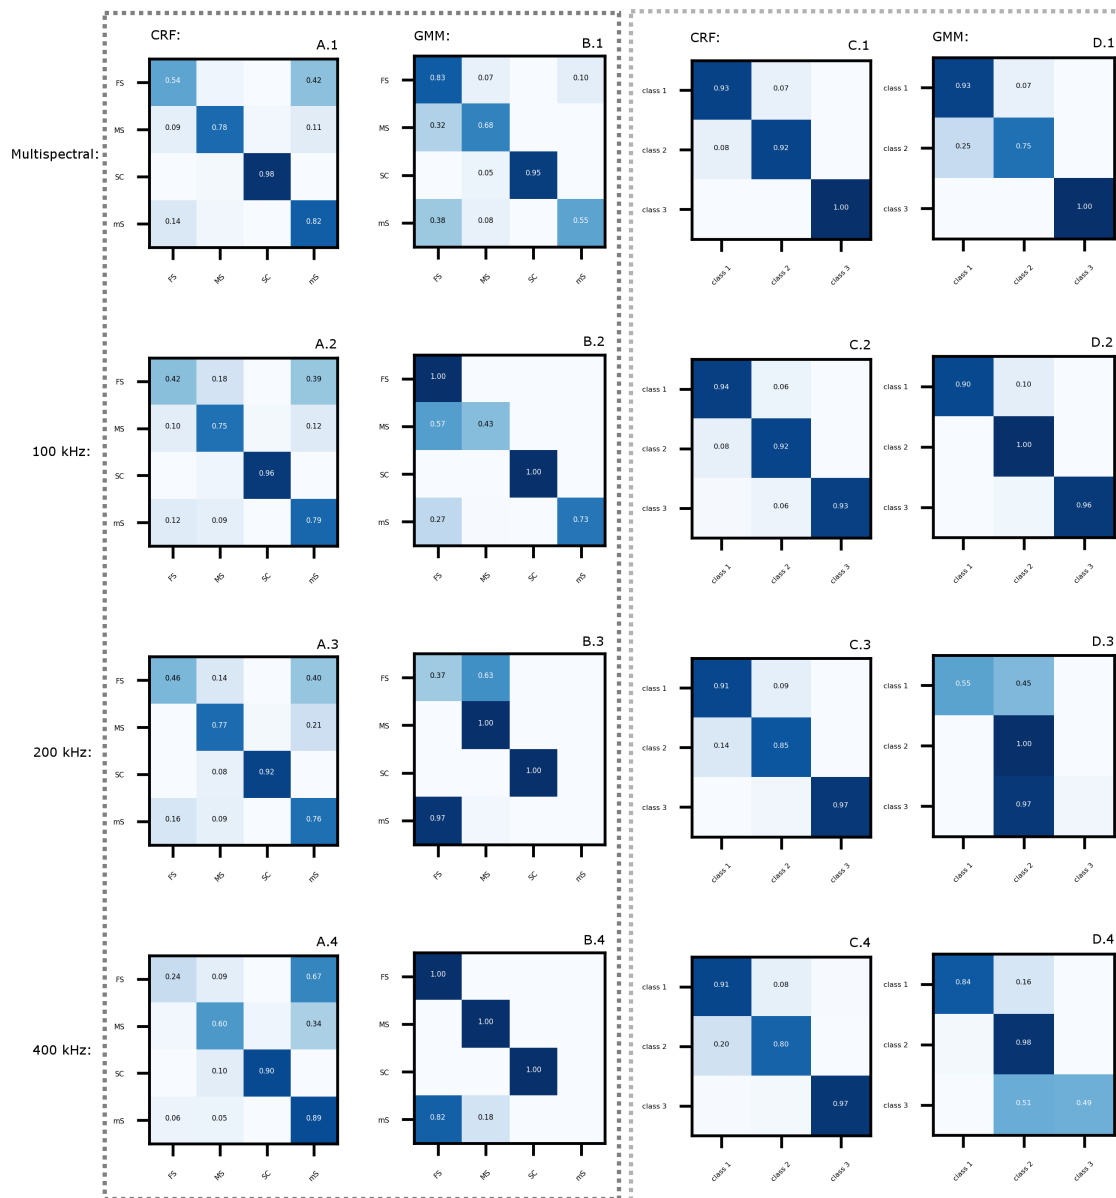 CRF:
A.1
GMM:
B.1
CRF:
C.1
GMM:
D.1
Multispectral:
FS 0.54 0.42
MS 0.09 0.78 0.11
SC 0.98
mS 0.14 0.82
FS MS SC mS
FS 0.83 0.07 0.10
MS 0.32 0.68
SC 0.05 0.95
mS 0.38 0.08 0.55
FS MS SC mS
class 1 0.93 0.07
class 2 0.08 0.92
class 3 1.00
class 1 class 2 class 3
class 1 0.93 0.07
class 2 0.25 0.75
class 3 1.00
class 1 class 2 class 3
100 kHz:
A.2
FS 0.42 0.18 0.39
MS 0.10 0.75 0.12
SC 0.96
mS 0.12 0.09 0.79
FS MS SC mS
B.2
FS 1.00
MS 0.57 0.43
SC 1.00
mS 0.27 0.73
FS MS SC mS
C.2
class 1 0.94 0.06
class 2 0.08 0.92
class 3 0.06 0.93
class 1 class 2 class 3
D.2
class 1 0.90 0.10
class 2 1.00
class 3 0.96
class 1 class 2 class 3
200 kHz:
A.3
FS 0.46 0.14 0.40
MS 0.77 0.21
SC 0.08 0.92
mS 0.16 0.09 0.76
FS MS SC mS
B.3
FS 0.37 0.63
MS 1.00
SC 1.00
mS 0.97
FS MS SC mS
C.3
class 1 0.91 0.09
class 2 0.14 0.85
class 3 0.97
class 1 class 2 class 3
D.3
class 1 0.55 0.45
class 2 1.00
class 3 0.97
class 1 class 2 class 3
400 kHz:
A.4
FS 0.24 0.09 0.67
MS 0.60 0.34
SC 0.10 0.90
mS 0.06 0.05 0.89
FS MS SC mS
B.4
FS 1.00
MS 1.00
SC 1.00
mS 0.82 0.18
FS MS SC mS
C.4
class 1 0.91 0.08
class 2 0.20 0.80
class 3 0.97
class 1 class 2 class 3
D.4
class 1 0.84 0.16
class 2 0.98
class 3 0.51 0.49
class 1 class 2 class 3